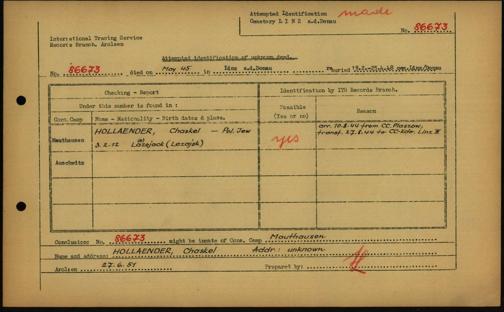 Attempted Identification made
Cemetery L I N Z a.d.Donau
No. 86673
International Tracing Service
Records Branch, Arolsen
Attempted identification of unknown dead.
No. 86673 died on May 45 in Linz a.d.Donau
Checking - Report
Identification by ITS Records Branch.
Under this number is found in :
Possible
(Yes or no)
Reason
Conc.Camp Name - Nationality - Birth dates & place.
Mauthausen
HOLLAENDER, Chaskel - Pol. Jew
3.2.12 Lezajsk (Lezajsk)
yes
arr. 10.8.44 from CC. Plaszow,
transf. 27.8.44 to CC-Kdo. Linz III
Auschwitz
Conclusion: No. 86673 might be inmate of Conc. Camp Mauthausen
Name and address: HOLLAENDER, Chaskel Addr: unknown.
Arolsen 27.6.51 Prepared by: